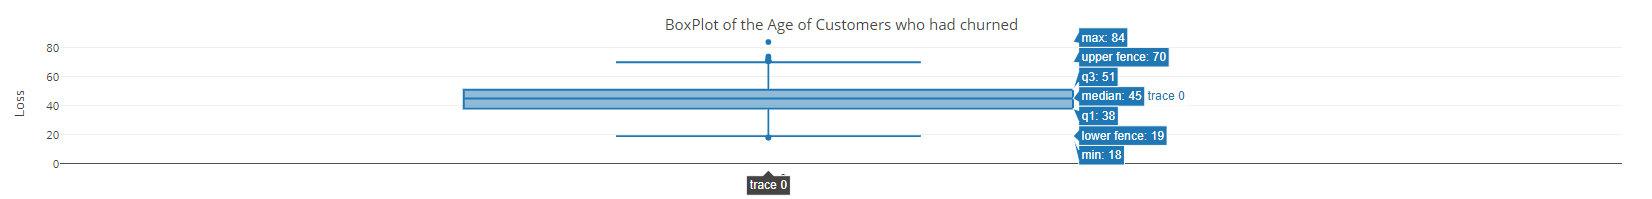 BoxPlot of the Age of Customers who had churned
max: 84
80
upper fence: 70
60
q3: 51
Loss
median: 45 trace 0
40
q1: 38
20
lower fence: 19
min: 18
0
trace 0